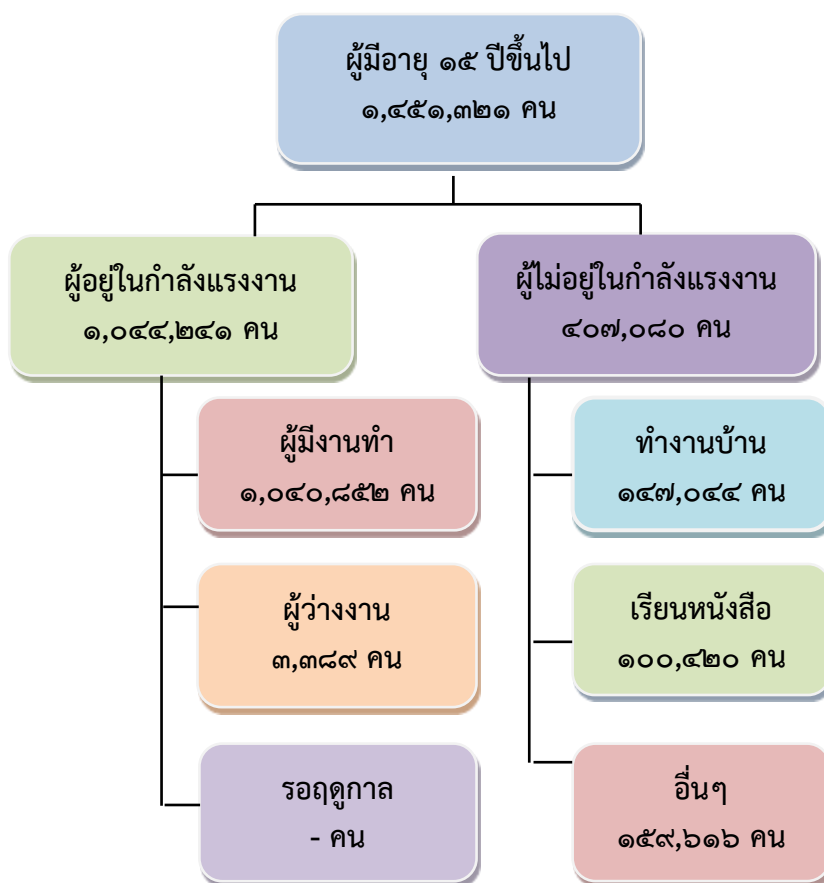 ผู้มีอายุ ๑๕ ปีขึ้นไป
๑,๔๕๑,๓๒๑ คน
ผู้อยู่ในกำลังแรงงาน
๑,๐๔๔,๒๔๑ คน
ผู้ไม่อยู่ในกำลังแรงงาน
๔๐๗,๐๘๐ คน
ผู้มีงานทำ
๑,๐๔๐,๘๕๒ คน
ทำงานบ้าน
๑๔๗,๐๔๔ คน
ผู้ว่างงาน
๓,๓๘๙ คน
เรียนหนังสือ
๑๐๐,๔๒๐ คน
รอฤดูกาล
- คน
อื่นๆ
๑๕๙,๖๑๖ คน